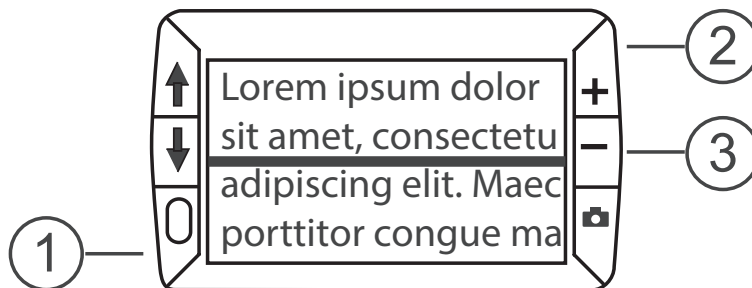 Lorem ipsum dolor
sit amet, consectetu
adipiscing elit. Maec
porttitor congue ma
+
−
1
2
3